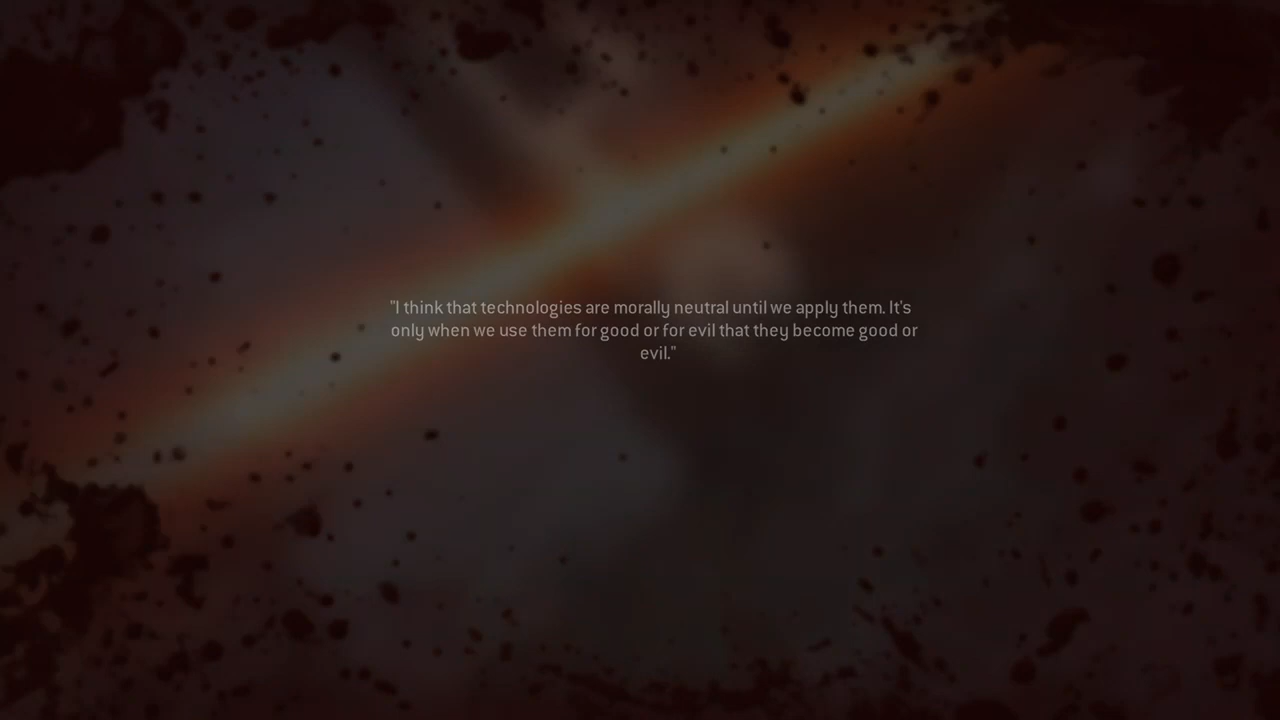 "I think that technologies are morally neutral until we apply them. It's
only when we use them for good or for evil that they become good or
evil."